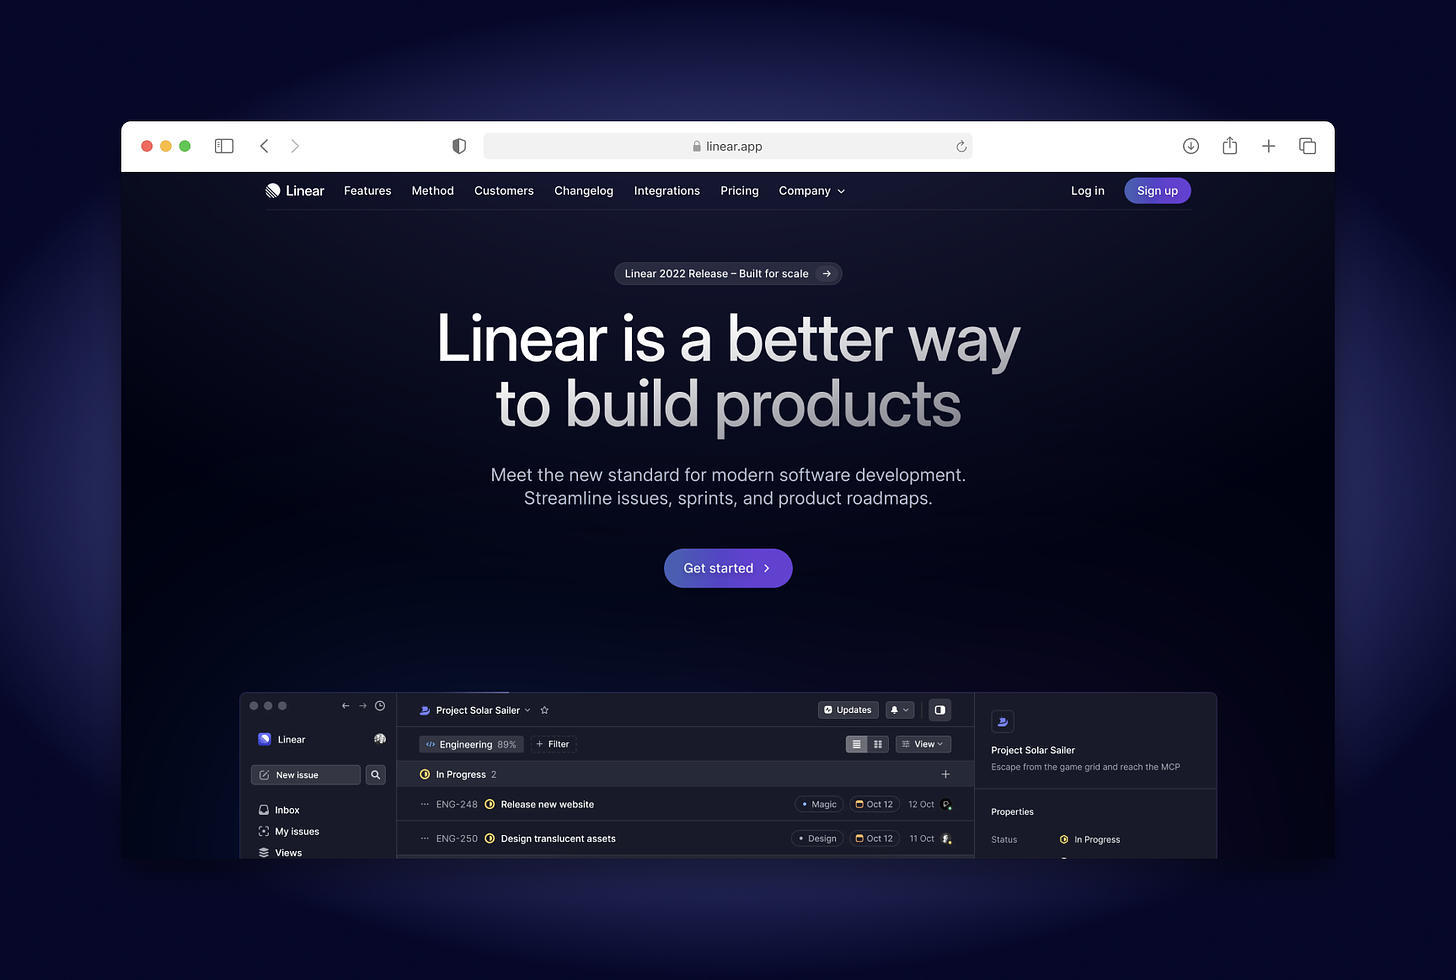 linear.app
Linear Features Method Customers Changelog Integrations Pricing Company Log in Sign up
Linear 2022 Release – Built for scale →
Linear is a better way
to build products
Meet the new standard for modern software development.
Streamline issues, sprints, and product roadmaps.
Get started
Project Solar Sailer Updates
Linear
Engineering 89% + Filter View
Project Solar Sailer
Escape from the game grid and reach the MCP
New issue
In Progress 2
ENG-248 Release new website Magic Oct 12 12 Oct
Inbox
Properties
My issues
ENG-250 Design translucent assets Design Oct 12 11 Oct
Status In Progress
Views